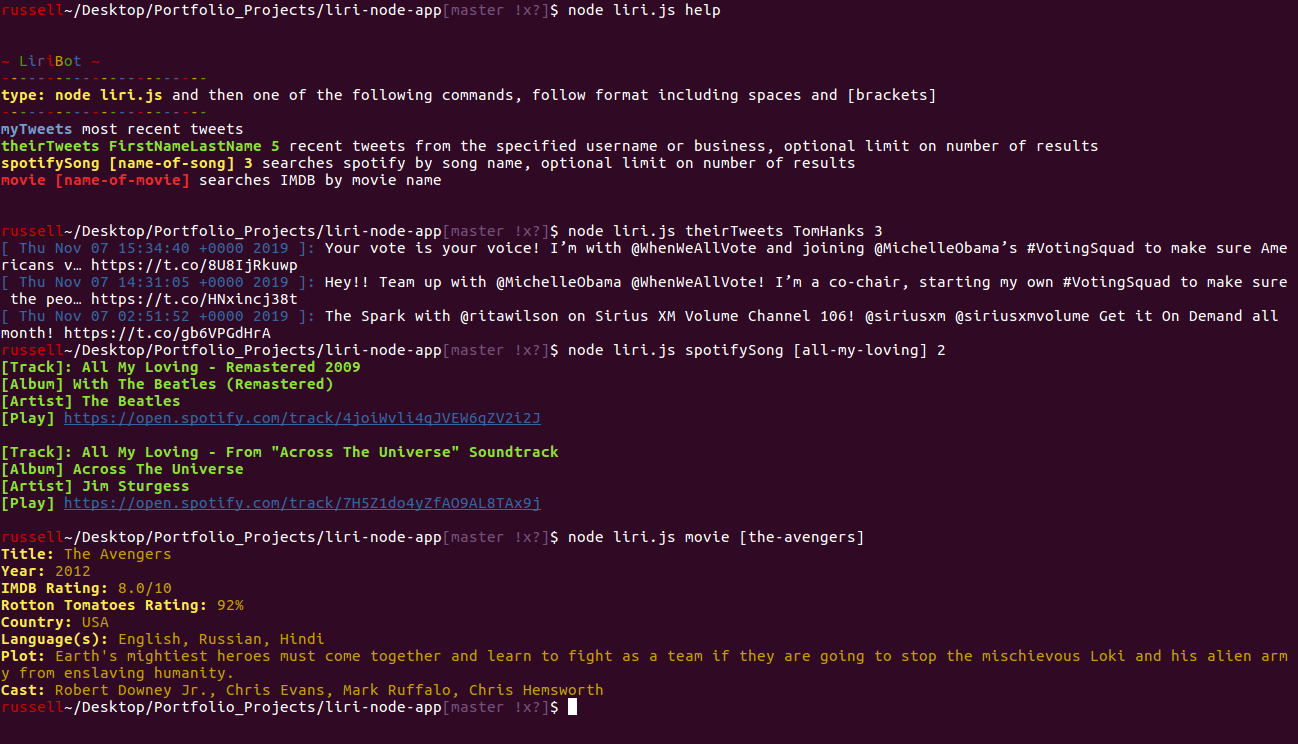 russell~/Desktop/Portfolio_Projects/liri-node-app[master !x?]$ node liri.js help
~ LiriBot ~
-----------------------
type: node liri.js and then one of the following commands, follow format including spaces and [brackets]
-----------------------
myTweets most recent tweets
theirTweets FirstNameLastName 5 recent tweets from the specified username or business, optional limit on number of results
spotifySong [name-of-song] 3 searches spotify by song name, optional limit on number of results
movie [name-of-movie] searches IMDB by movie name
russell~/Desktop/Portfolio_Projects/liri-node-app[master !x?]$ node liri.js theirTweets TomHanks 3
[ Thu Nov 07 15:34:40 +0000 2019 ]: Your vote is your voice! I’m with @WhenWeAllVote and joining @MichelleObama’s #VotingSquad to make sure Ame
ricans v… https://t.co/8U8IjRkuwp
[ Thu Nov 07 14:31:05 +0000 2019 ]: Hey!! Team up with @MichelleObama @WhenWeAllVote! I’m a co-chair, starting my own #VotingSquad to make sure
 the peo… https://t.co/HNxincj38t
[ Thu Nov 07 02:51:52 +0000 2019 ]: The Spark with @ritawilson on Sirius XM Volume Channel 106! @siriusxm @siriusxmvolume Get it On Demand all
month! https://t.co/gb6VPGdHrA
russell~/Desktop/Portfolio_Projects/liri-node-app[master !x?]$ node liri.js spotifySong [all-my-loving] 2
[Track]: All My Loving - Remastered 2009
[Album] With The Beatles (Remastered)
[Artist] The Beatles
[Play] https://open.spotify.com/track/4joiWvli4qJVEW6qZV2i2J
[Track]: All My Loving - From "Across The Universe" Soundtrack
[Album] Across The Universe
[Artist] Jim Sturgess
[Play] https://open.spotify.com/track/7H5Z1do4yZfAO9AL8TAx9j
russell~/Desktop/Portfolio_Projects/liri-node-app[master !x?]$ node liri.js movie [the-avengers]
Title: The Avengers
Year: 2012
IMDB Rating: 8.0/10
Rotton Tomatoes Rating: 92%
Country: USA
Language(s): English, Russian, Hindi
Plot: Earth's mightiest heroes must come together and learn to fight as a team if they are going to stop the mischievous Loki and his alien arm
y from enslaving humanity.
Cast: Robert Downey Jr., Chris Evans, Mark Ruffalo, Chris Hemsworth
russell~/Desktop/Portfolio_Projects/liri-node-app[master !x?]$